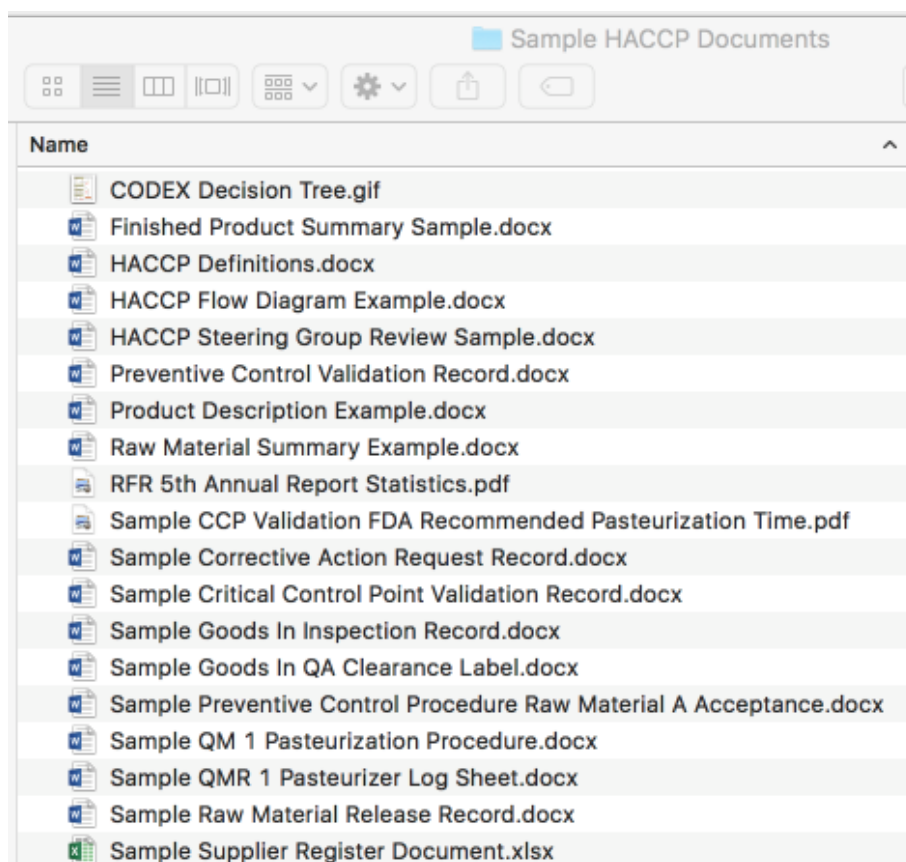 Sample HACCP Documents
Name
CODEX Decision Tree.gif
Finished Product Summary Sample.docx
HACCP Definitions.docx
HACCP Flow Diagram Example.docx
HACCP Steering Group Review Sample.docx
Preventive Control Validation Record.docx
Product Description Example.docx
Raw Material Summary Example.docx
RFR 5th Annual Report Statistics.pdf
Sample CCP Validation FDA Recommended Pasteurization Time.pdf
Sample Corrective Action Request Record.docx
Sample Critical Control Point Validation Record.docx
Sample Goods In Inspection Record.docx
Sample Goods In QA Clearance Label.docx
Sample Preventive Control Procedure Raw Material A Acceptance.docx
Sample QM 1 Pasteurization Procedure.docx
Sample QMR 1 Pasteurizer Log Sheet.docx
Sample Raw Material Release Record.docx
Sample Supplier Register Document.xlsx